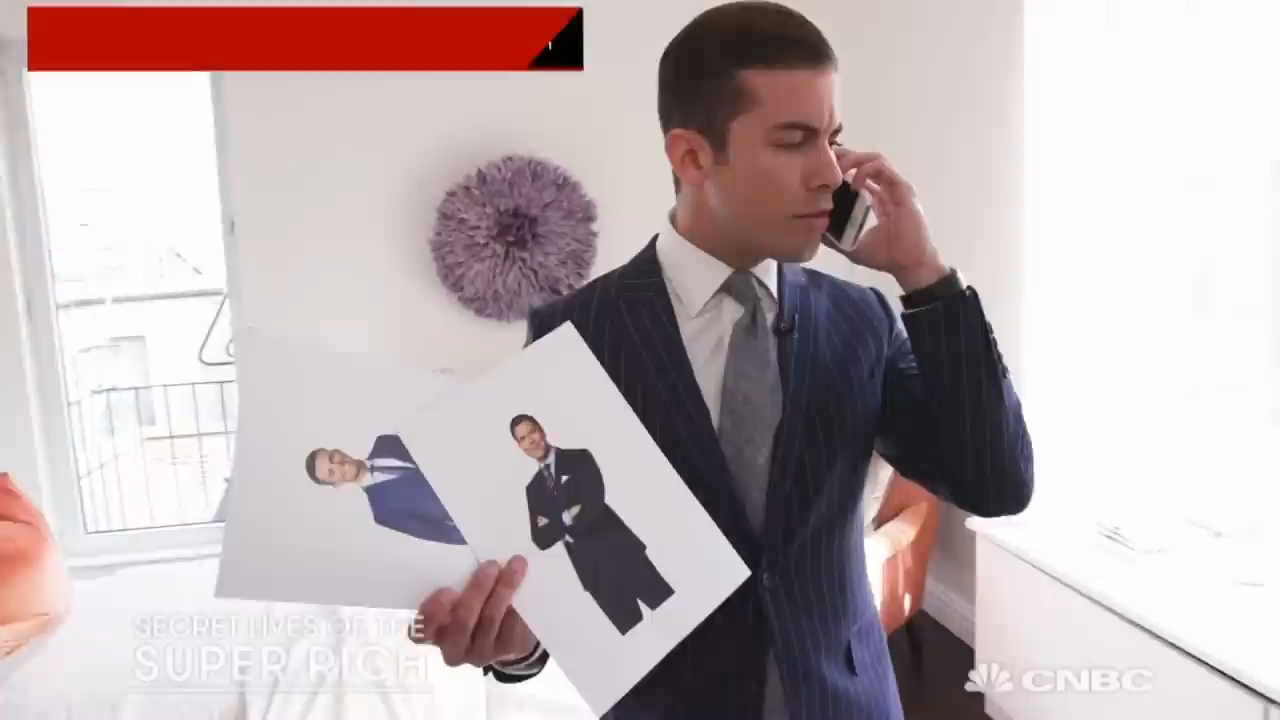 SECRET LIVES OF THE
SUPER RICH
CNBC